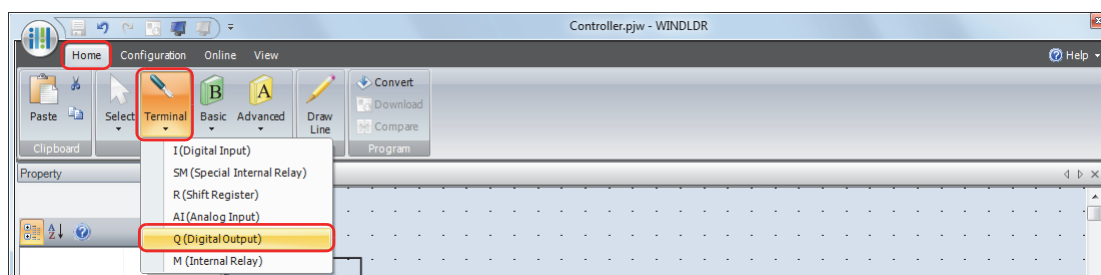 Controller.pjw - WINDLDR
Home Configuration Online View Help
Paste Select Terminal Basic Advanced Draw Line Convert
Download
Compare
Clipboard Program
I (Digital Input)
SM (Special Internal Relay)
R (Shift Register)
AI (Analog Input)
Q (Digital Output)
M (Internal Relay)
Property
B A
A Z